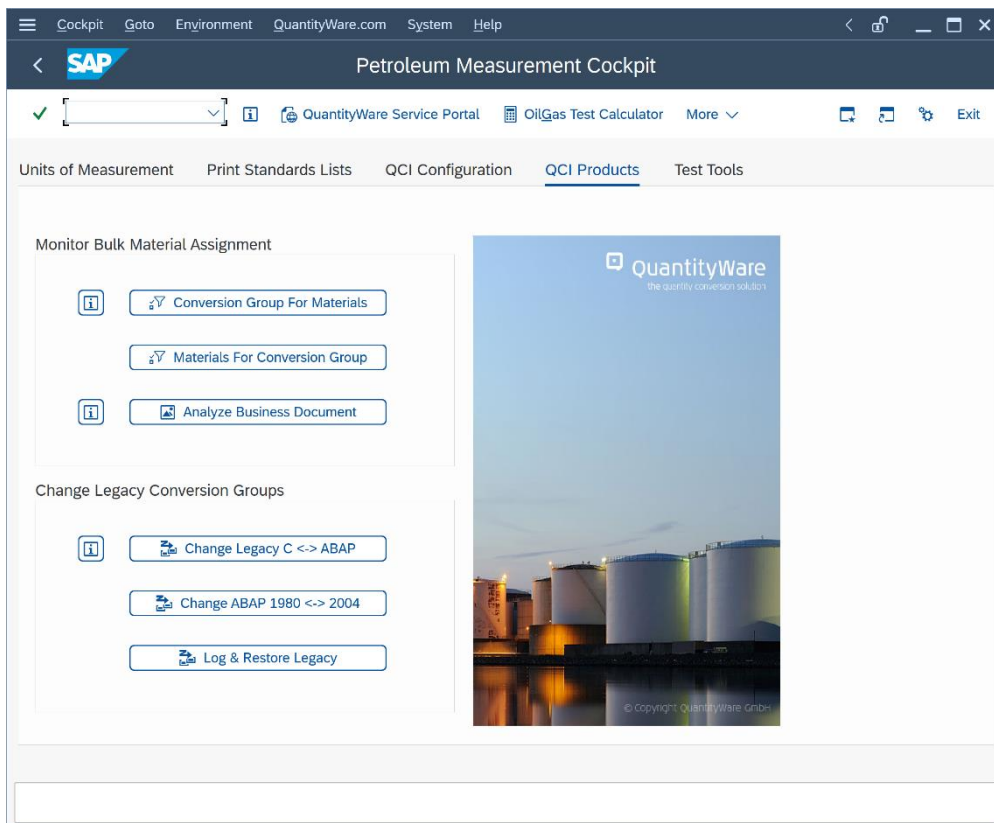 Cockpit Goto Environment QuantityWare.com System Help
SAP Petroleum Measurement Cockpit
QuantityWare Service Portal OilGas Test Calculator More Exit
Units of Measurement Print Standards Lists QCI Configuration QCI Products Test Tools
Monitor Bulk Material Assignment
Conversion Group For Materials
Materials For Conversion Group
Analyze Business Document
Change Legacy Conversion Groups
Change Legacy C <-> ABAP
Change ABAP 1980 <-> 2004
Log & Restore Legacy
QuantityWare
the quantity conversion solution
© Copyright QuantityWare GmbH